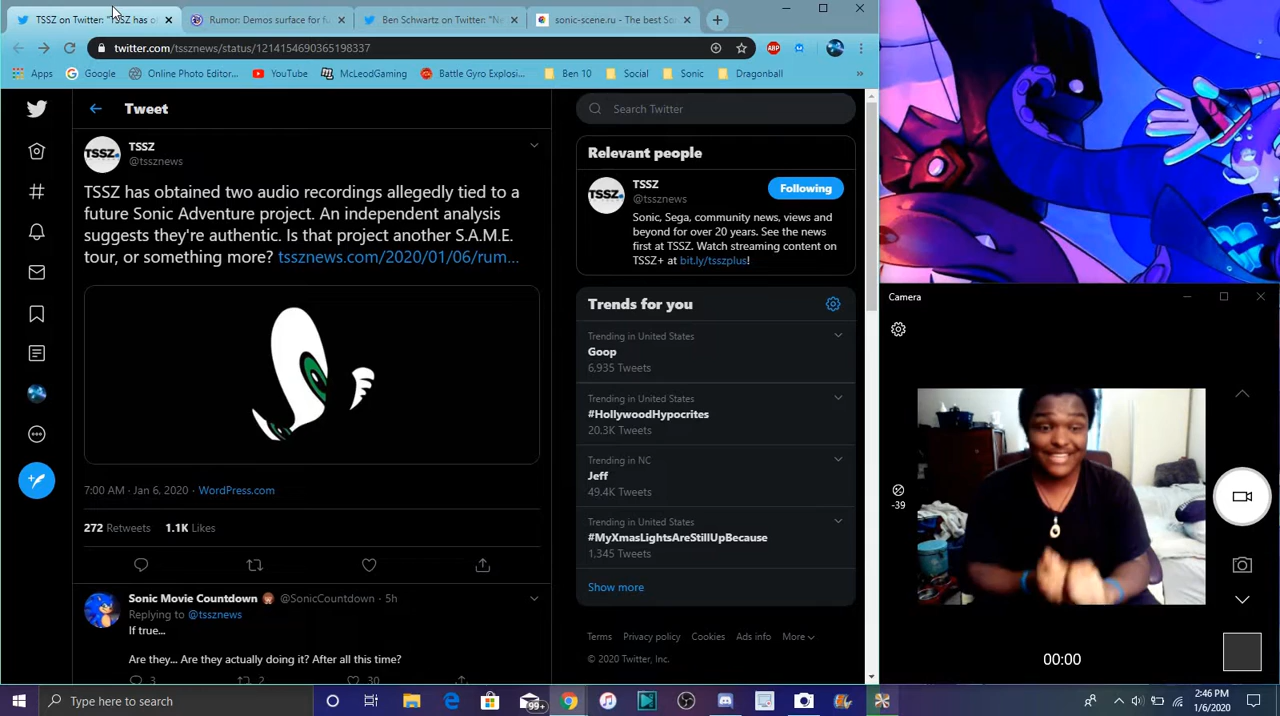 TSSZ on Twitter: "TSSZ has o
Rumor: Demos surface for fu
Ben Schwartz on Twitter: "We
sonic-scene.ru - The best So
twitter.com/tssznews/status/1214154690365198337
ABP
Apps
Google
Online Photo Editor...
YouTube
McLeodGaming
Battle Gyro Explosi...
Ben 10
Social
Sonic
Dragonball
»
Tweet
TSSZ.
TSSZ
@tssznews
TSSZ has obtained two audio recordings allegedly tied to a
future Sonic Adventure project. An independent analysis
suggests they're authentic. Is that project another S.A.M.E.
tour, or something more? tssznews.com/2020/01/06/rum...
7:00 AM · Jan 6, 2020 · WordPress.com
272 Retweets 1.1K Likes
Sonic Movie Countdown @SonicCountdown · 5h
Replying to @tssznews
If true...
Are they... Are they actually doing it? After all this time?
3 2 30
Search Twitter
Relevant people
TSSZ.
TSSZ
@tssznews
Following
Sonic, Sega, community news, views and
beyond for over 20 years. See the news
first at TSSZ. Watch streaming content on
TSSZ+ at bit.ly/tsszplus!
Trends for you
Trending in United States
Goop
6,935 Tweets
Trending in United States
#HollywoodHypocrites
20.3K Tweets
Trending in NC
Jeff
49.4K Tweets
Trending in United States
#MyXmasLightsAreStillUpBecause
1,345 Tweets
Show more
Terms Privacy policy Cookies Ads info More
© 2020 Twitter, Inc.
Camera
-39
00:00
Type here to search
99+
2:46 PM
1/6/2020